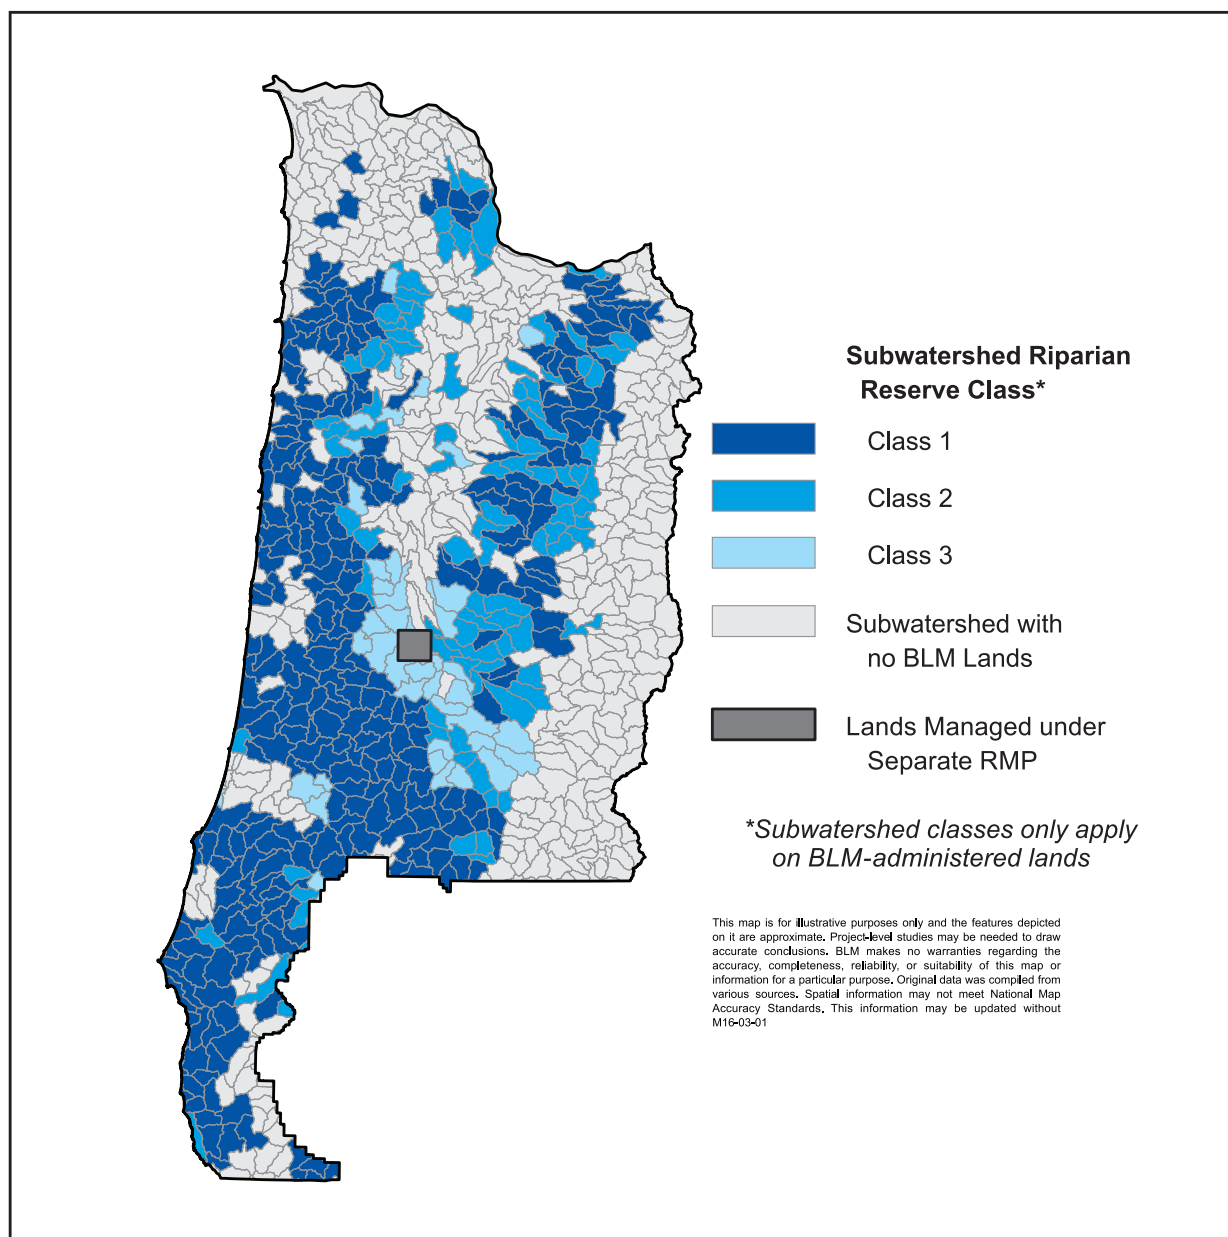 Subwatershed Riparian
Reserve Class*
Class 1
Class 2
Class 3
Subwatershed with
no BLM Lands
Lands Managed under
Separate RMP
*Subwatershed classes only apply
on BLM-administered lands
This map is for illustrative purposes only and the features depicted
on it are approximate. Project-level studies may be needed to draw
accurate conclusions. BLM makes no warranties regarding the
accuracy, completeness, reliability, or suitability of this map or
information for a particular purpose. Original data was compiled from
various sources. Spatial information may not meet National Map
Accuracy Standards. This information may be updated without
M16-03-01